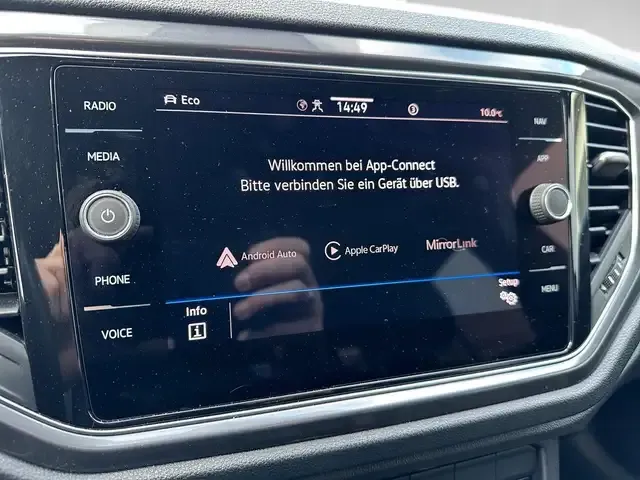 RADIO
MEDIA
PHONE
VOICE
Eco
14:49
3
10.0°C
Willkommen bei App-Connect
Bitte verbinden Sie ein Gerät über USB.
Android Auto
Apple CarPlay
MirrorLink
Info
i
Setup
NAV
APP
CAR
MENU